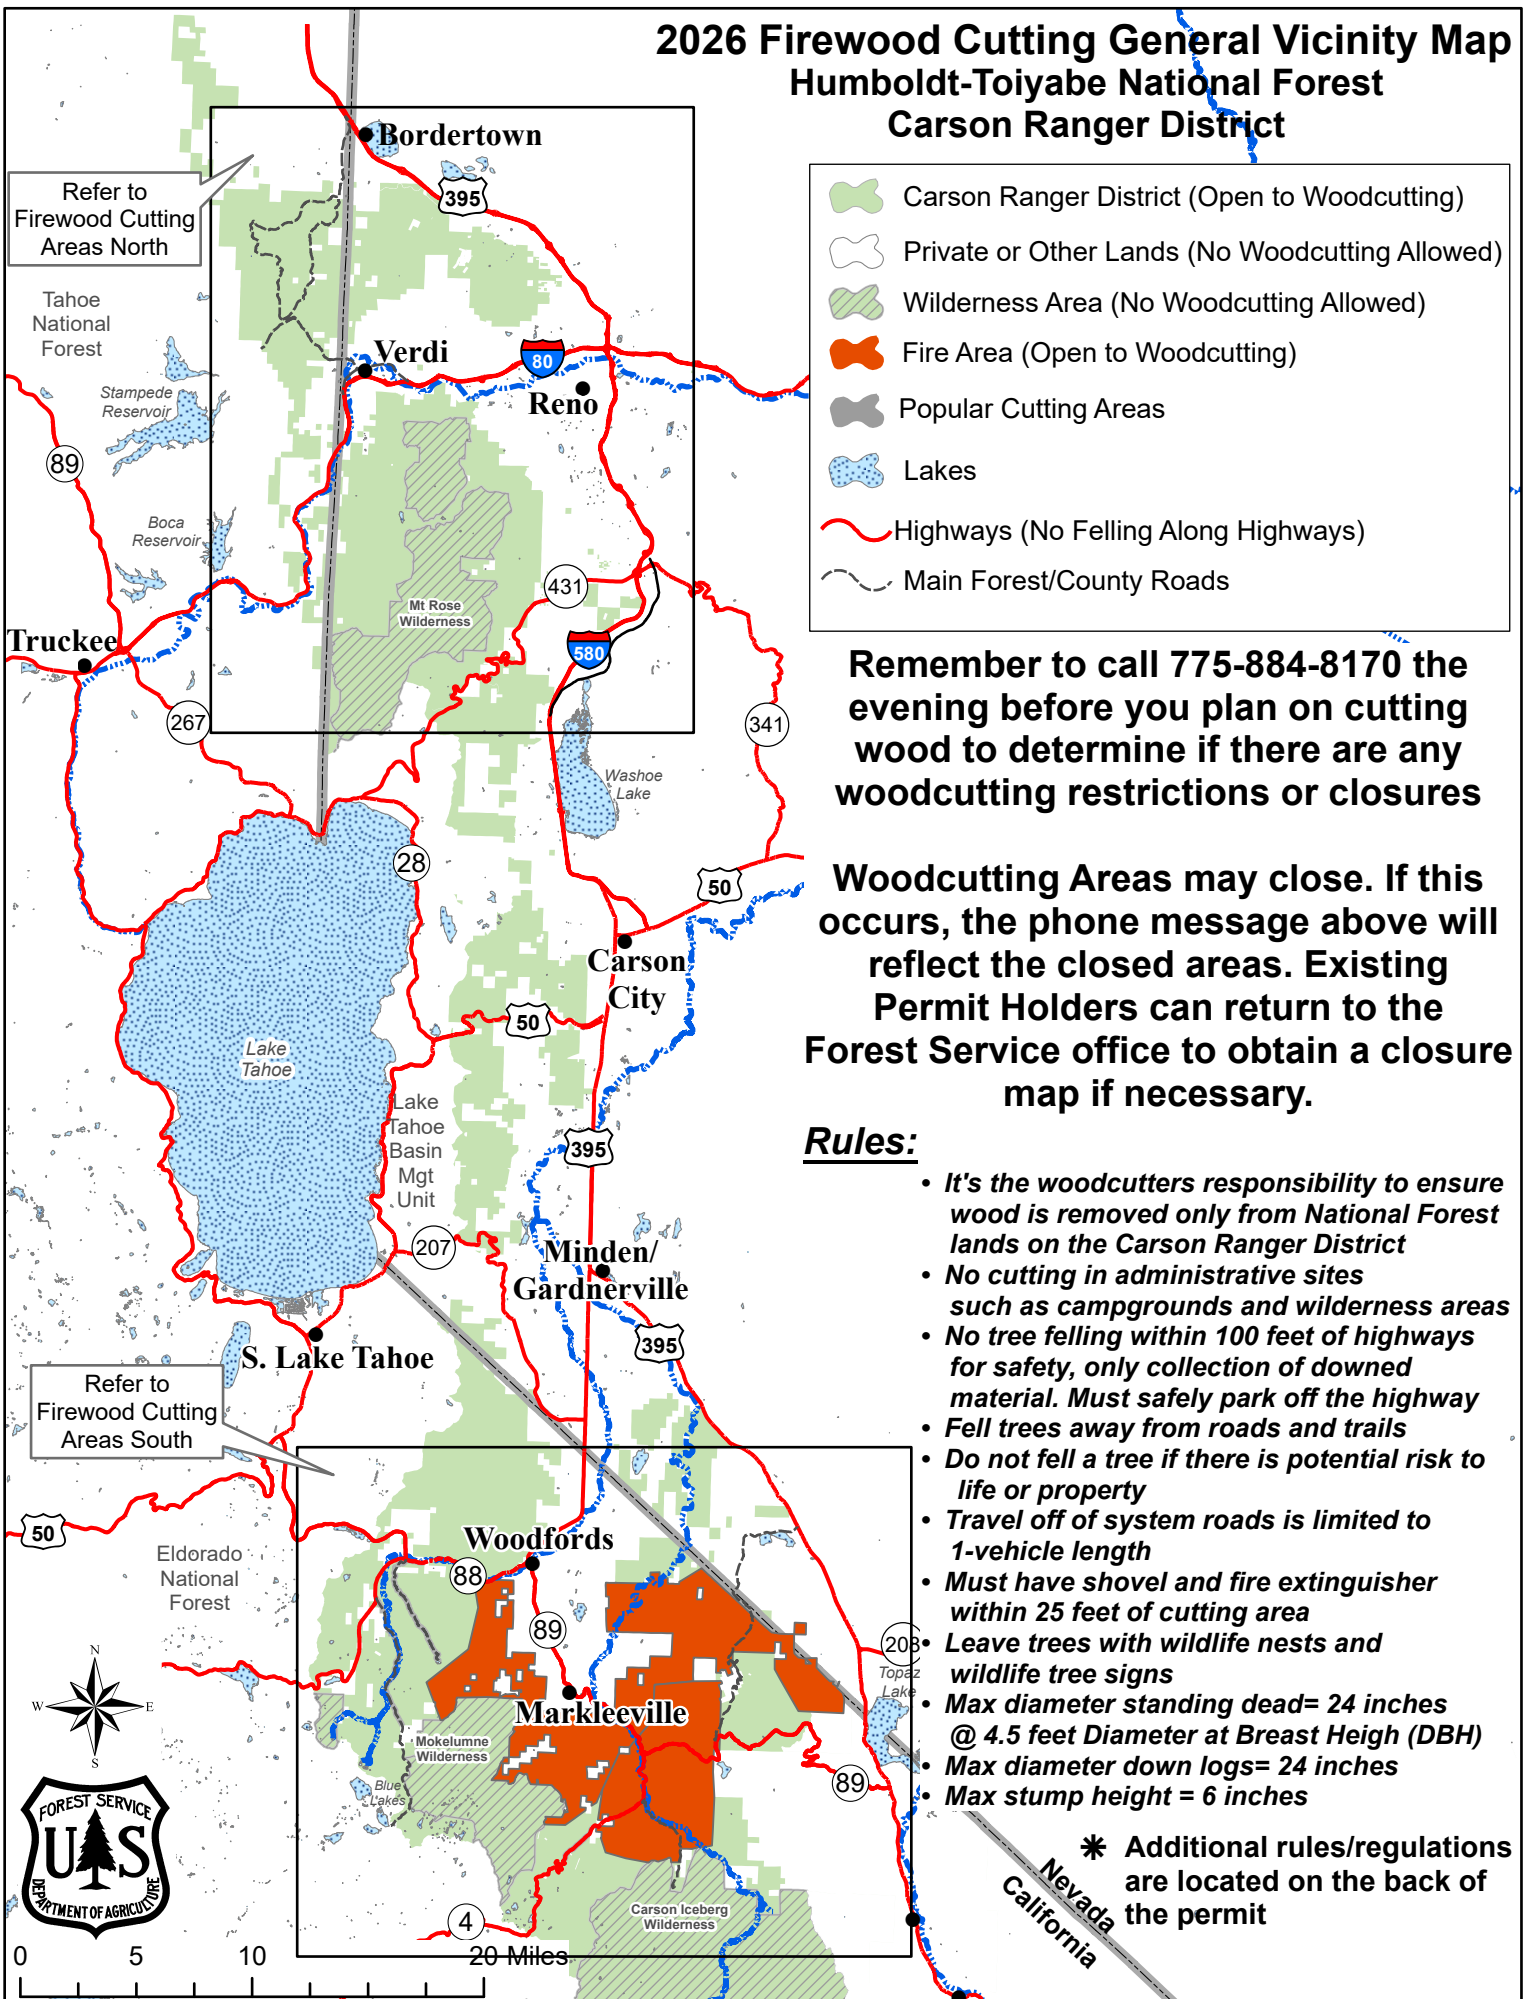 2026 Firewood Cutting General Vicinity Map
Humboldt-Toiyabe National Forest
Carson Ranger District
Carson Ranger District (Open to Woodcutting)
Private or Other Lands (No Woodcutting Allowed)
Wilderness Area (No Woodcutting Allowed)
Fire Area (Open to Woodcutting)
Popular Cutting Areas
Lakes
Highways (No Felling Along Highways)
Main Forest/County Roads
Remember to call 775-884-8170 the
evening before you plan on cutting
wood to determine if there are any
woodcutting restrictions or closures
Woodcutting Areas may close. If this
occurs, the phone message above will
reflect the closed areas. Existing
Permit Holders can return to the
Forest Service office to obtain a closure
map if necessary.
Rules:
• It's the woodcutters responsibility to ensure
wood is removed only from National Forest
lands on the Carson Ranger District
• No cutting in administrative sites
such as campgrounds and wilderness areas
• No tree felling within 100 feet of highways
for safety, only collection of downed
material. Must safely park off the highway
• Fell trees away from roads and trails
• Do not fell a tree if there is potential risk to
life or property
• Travel off of system roads is limited to
1-vehicle length
• Must have shovel and fire extinguisher
within 25 feet of cutting area
• Leave trees with wildlife nests and
wildlife tree signs
• Max diameter standing dead= 24 inches
@ 4.5 feet Diameter at Breast Heigh (DBH)
• Max diameter down logs= 24 inches
• Max stump height = 6 inches
* Additional rules/regulations
are located on the back of
the permit
Bordertown
395
Refer to
Firewood Cutting
Areas North
Tahoe
National
Forest
Verdi
80
Reno
Stampede
Reservoir
89
Boca
Reservoir
431
Mt Rose
Wilderness
580
Truckee
267
341
Washoe
Lake
28
50
Carson
City
50
Lake
Tahoe
Lake
Tahoe
Basin
Mgt
Unit
395
207
Minden/
Gardnerville
395
S. Lake Tahoe
Refer to
Firewood Cutting
Areas South
50
Woodfords
88
Eldorado
National
Forest
89
208
Topaz
Lake
Markleeville
Mokelumne
Wilderness
Blue
Lakes
89
Carson Iceberg
Wilderness
4
Nevada
California
N
W
E
S
FOREST SERVICE
U S
DEPARTMENT OF AGRICULTURE
0 5 10 20 Miles